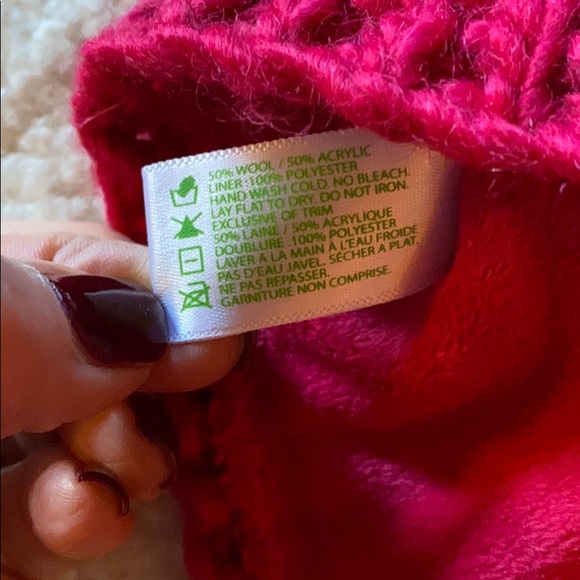 50% WOOL / 50% ACRYLIC
LINER: 100% POLYESTER
HAND WASH COLD. NO BLEACH.
LAY FLAT TO DRY. DO NOT IRON.
EXCLUSIVE OF TRIM
50% LAINE / 50% ACRYLIQUE
DOUBLURE :100% POLYESTER
LAVER A LA MAIN À L'EAU FROIDE
PAS D'EAU JAVEL. SÉCHER A PLAT.
NE PAS REPASSER.
GARNITURE NON COMPRISE.